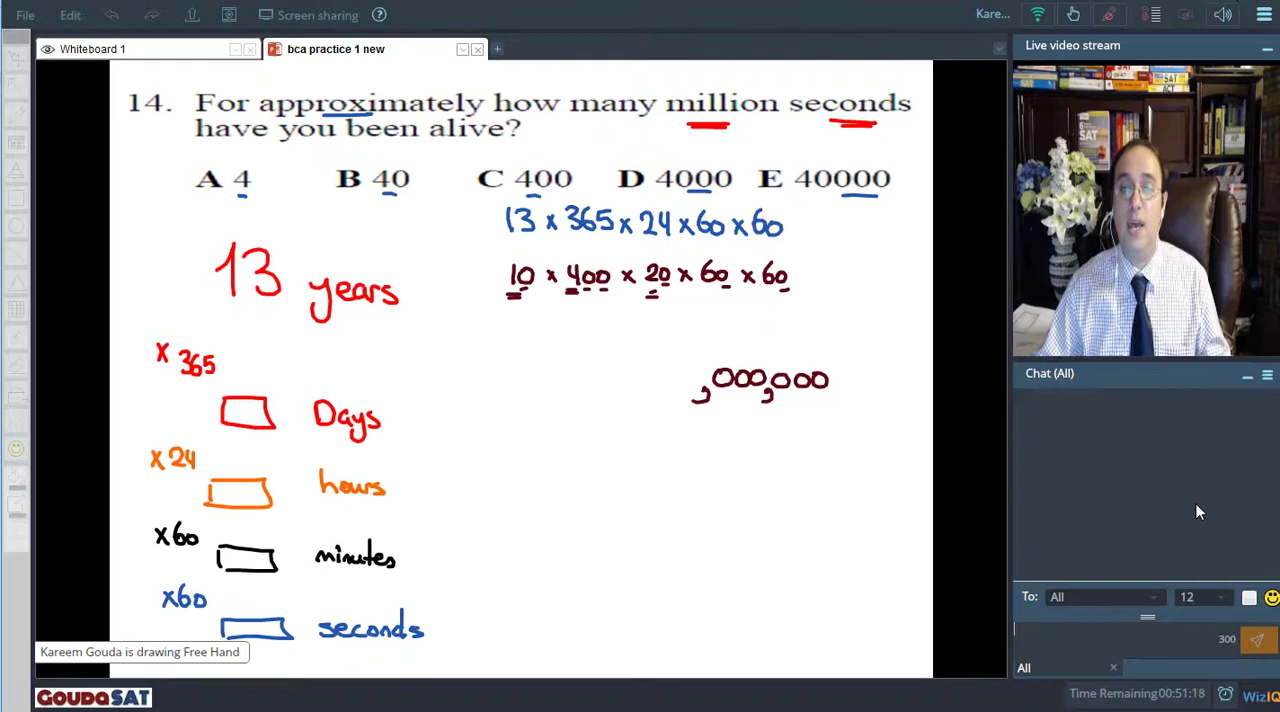 File Edit Screen sharing ? Kare...
Whiteboard 1
bca practice 1 new
Live video stream
14. For approximately how many million seconds
have you been alive?
A 4 B 40 C 400 D 4000 E 40000
13 × 365 × 24 × 60 × 60
10 × 400 × 20 × 60 × 60
13 years
× 365
Days
,000,000
× 24
hours
×60
minutes
×60
seconds
Kareem Gouda is drawing Free Hand
GOUDASAT
SAT
ACT
Chat (All)
To: All 12
300
All
Time Remaining 00:51:18
WizIQ